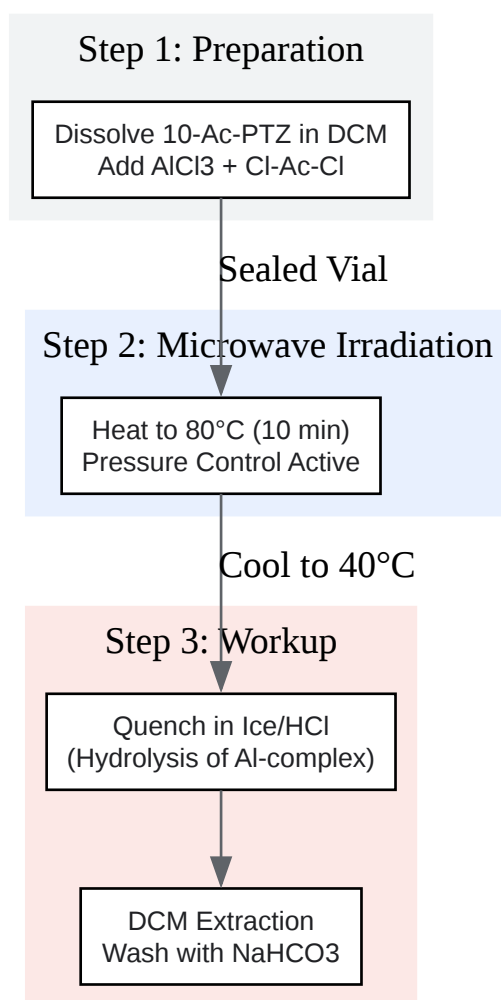 Step 1: Preparation
Dissolve 10-Ac-PTZ in DCM
Add AlCl3 + Cl-Ac-Cl
Sealed Vial
Step 2: Microwave Irradiation
Heat to 80°C (10 min)
Pressure Control Active
Cool to 40°C
Step 3: Workup
Quench in Ice/HCl
(Hydrolysis of Al-complex)
DCM Extraction
Wash with NaHCO3